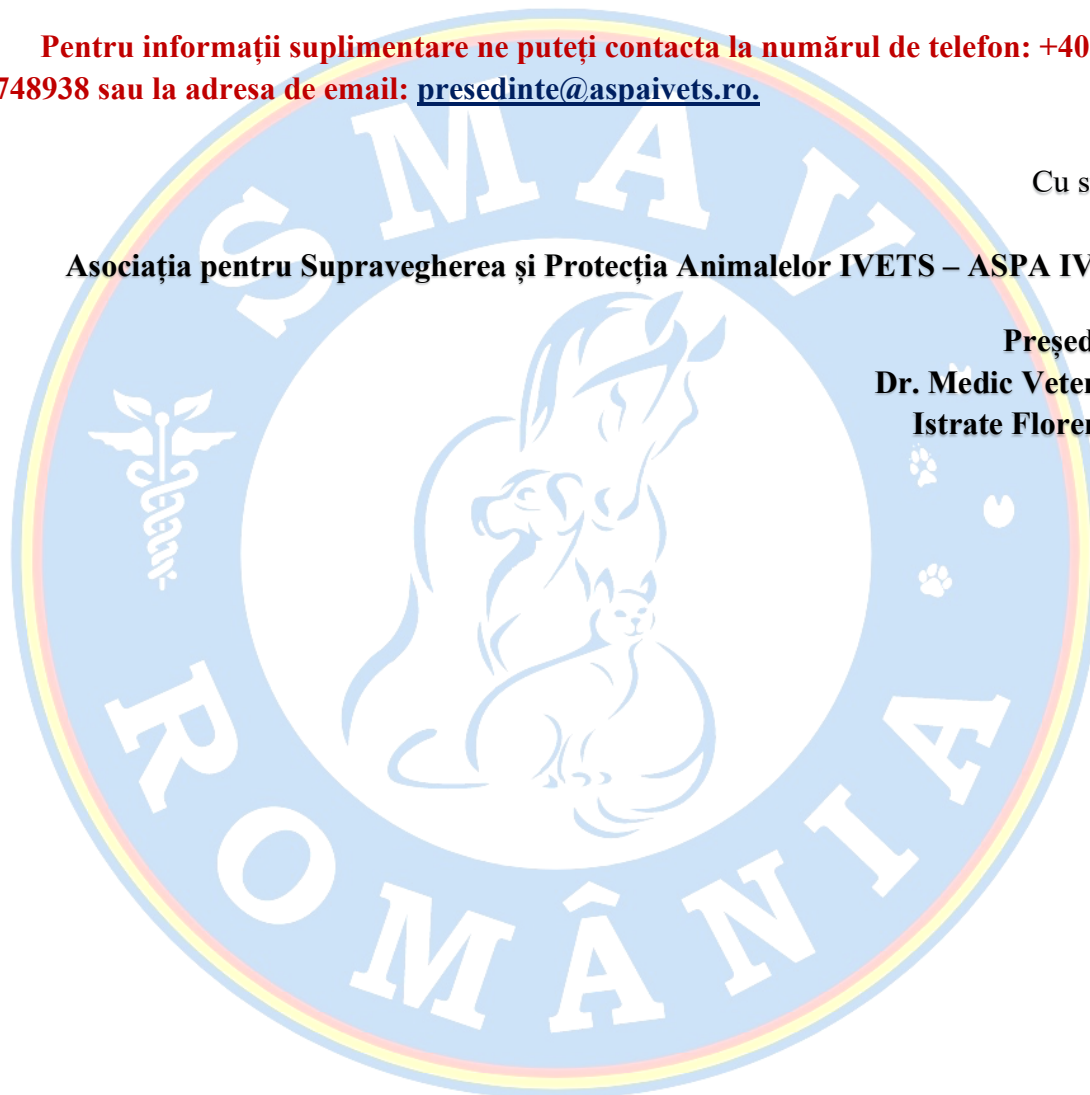 Pentru informații suplimentare ne puteți contacta la numărul de telefon: +40
748938 sau la adresa de email: presedinte@aspaivets.ro.
Cu s
Asociația pentru Supravegherea și Protecția Animalelor IVETS – ASPA IV
Președ
Dr. Medic Veter
Istrate Floren
SMAV
ROMÂNIA